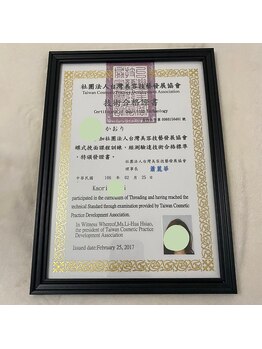 社團法人台灣美容技藝發展協會
Taiwan Cosmetic Practice Development Association
技術合格證書
Certificate of
Technology
かおり
參加社團法人台灣美容技藝發展協會
蝶式挽面課程訓練，經測驗達技術合格標準
，特頒發證書。
社團法人台灣美容技藝發展協會
理事長 蕭麗華
中華民國 106 年 02 月 25 日
Kaori
participated in the curriculum of Threading and having reached the
technical Standard through examination provided by Taiwan Cosmetic
Practice Development Association.
In Witness Whereof,Ms.Li-Hua Hsiao,
the president of Taiwan Cosmetic Practice
Development Association
Issued date:February 25, 2017